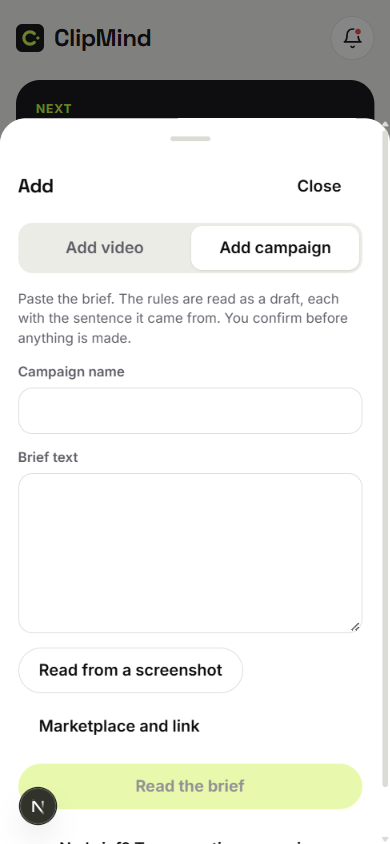 ClipMind
NEXT
Add
Close
Add video
Add campaign
Paste the brief. The rules are read as a draft, each
with the sentence it came from. You confirm before
anything is made.
Campaign name
Brief text
Read from a screenshot
Marketplace and link
Read the brief
N